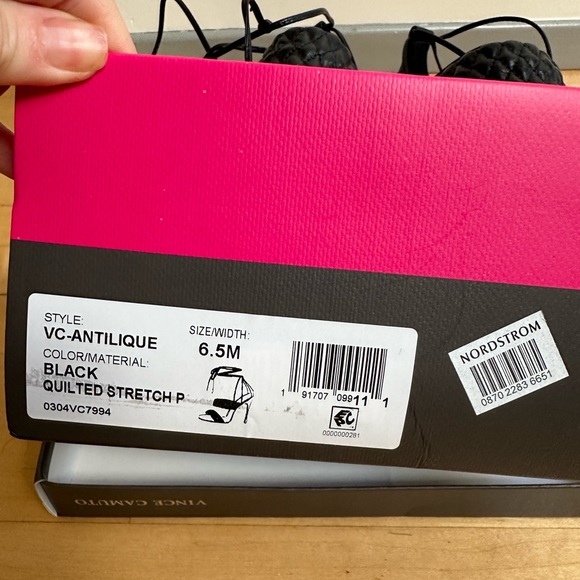 STYLE:
VC-ANTILIQUE
SIZE/WIDTH:
6.5M
COLOR/MATERIAL:
BLACK
QUILTED STRETCH P
0304VC7994
1 91707 09911 1
0000000281
NORDSTROM
0870 2283 6651
VINCE CAMUTO